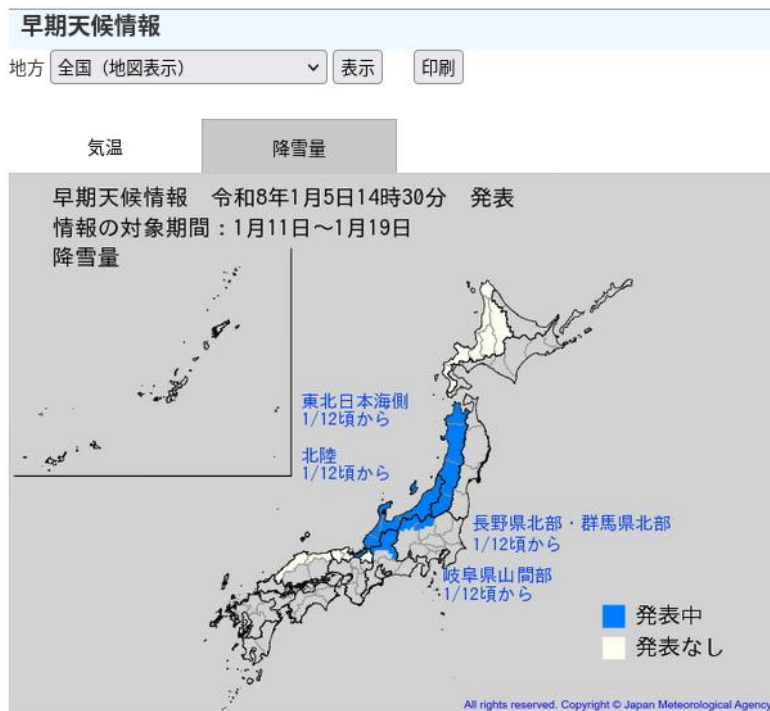 早期天候情報
地方 全国（地図表示） 表示 印刷
気温 降雪量
早期天候情報 令和8年1月5日14時30分 発表
情報の対象期間：1月11日～1月19日
降雪量
東北日本海側
1/12頃から
北陸
1/12頃から
長野県北部・群馬県北部
1/12頃から
岐阜県山間部
1/12頃から
発表中
発表なし
All rights reserved. Copyright © Japan Meteorological Agency